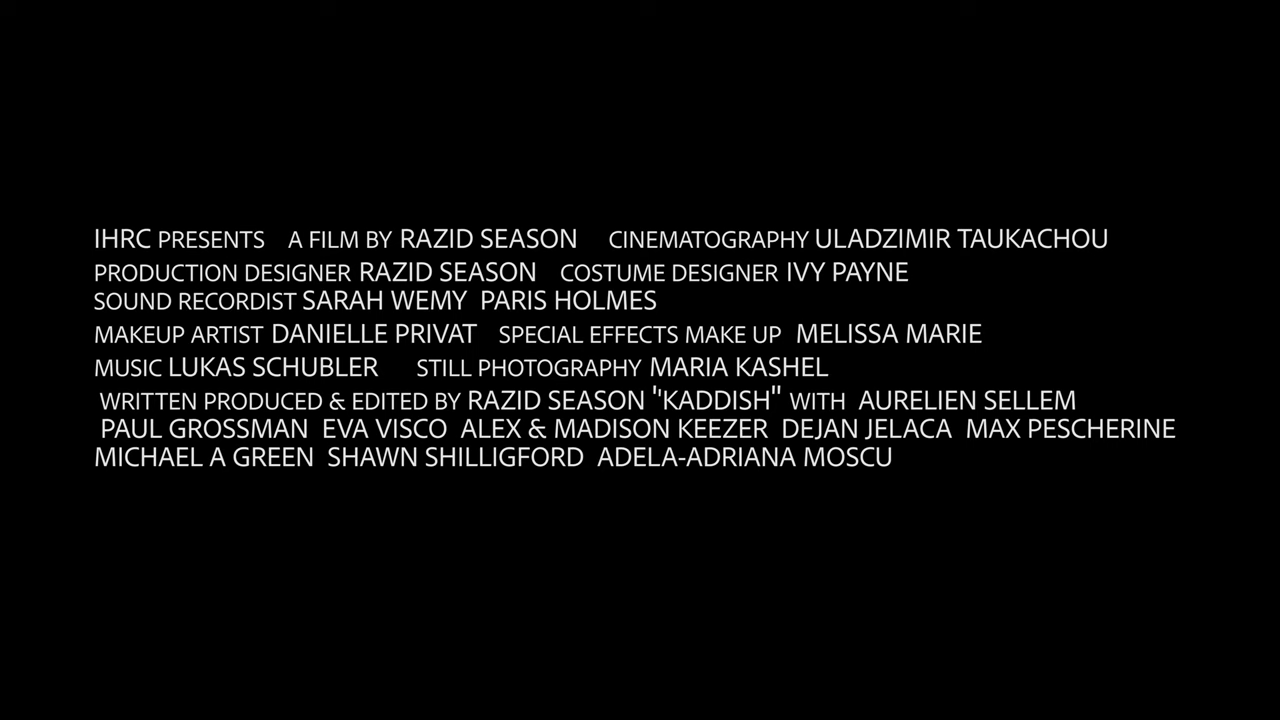 IHRC PRESENTS A FILM BY RAZID SEASON CINEMATOGRAPHY ULADZIMIR TAUKACHOU
PRODUCTION DESIGNER RAZID SEASON COSTUME DESIGNER IVY PAYNE
SOUND RECORDIST SARAH WEMY PARIS HOLMES
MAKEUP ARTIST DANIELLE PRIVAT SPECIAL EFFECTS MAKE UP MELISSA MARIE
MUSIC LUKAS SCHUBLER STILL PHOTOGRAPHY MARIA KASHEL
WRITTEN PRODUCED & EDITED BY RAZID SEASON "KADDISH" WITH AURELIEN SELLEM
PAUL GROSSMAN EVA VISCO ALEX & MADISON KEEZER DEJAN JELACA MAX PESCHERINE
MICHAEL A GREEN SHAWN SHILLIGFORD ADELA-ADRIANA MOSCU